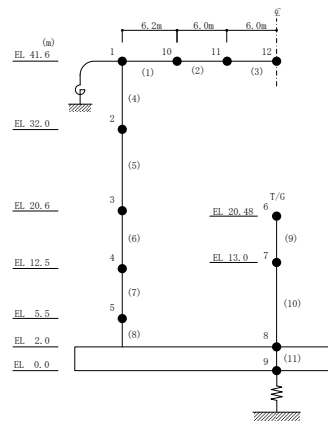 ℄
6.2m 6.0m 6.0m
(m)
EL 41.6 1 10 11 12
(1) (2) (3)
(4)
EL 32.0 2
(5)
EL 20.6 3
T/G
EL 20.48 6
(6) (9)
EL 12.5 4
EL 13.0 7
(7) (10)
EL 5.5 5
(8)
EL 2.0 8
EL 0.0 9 (11)